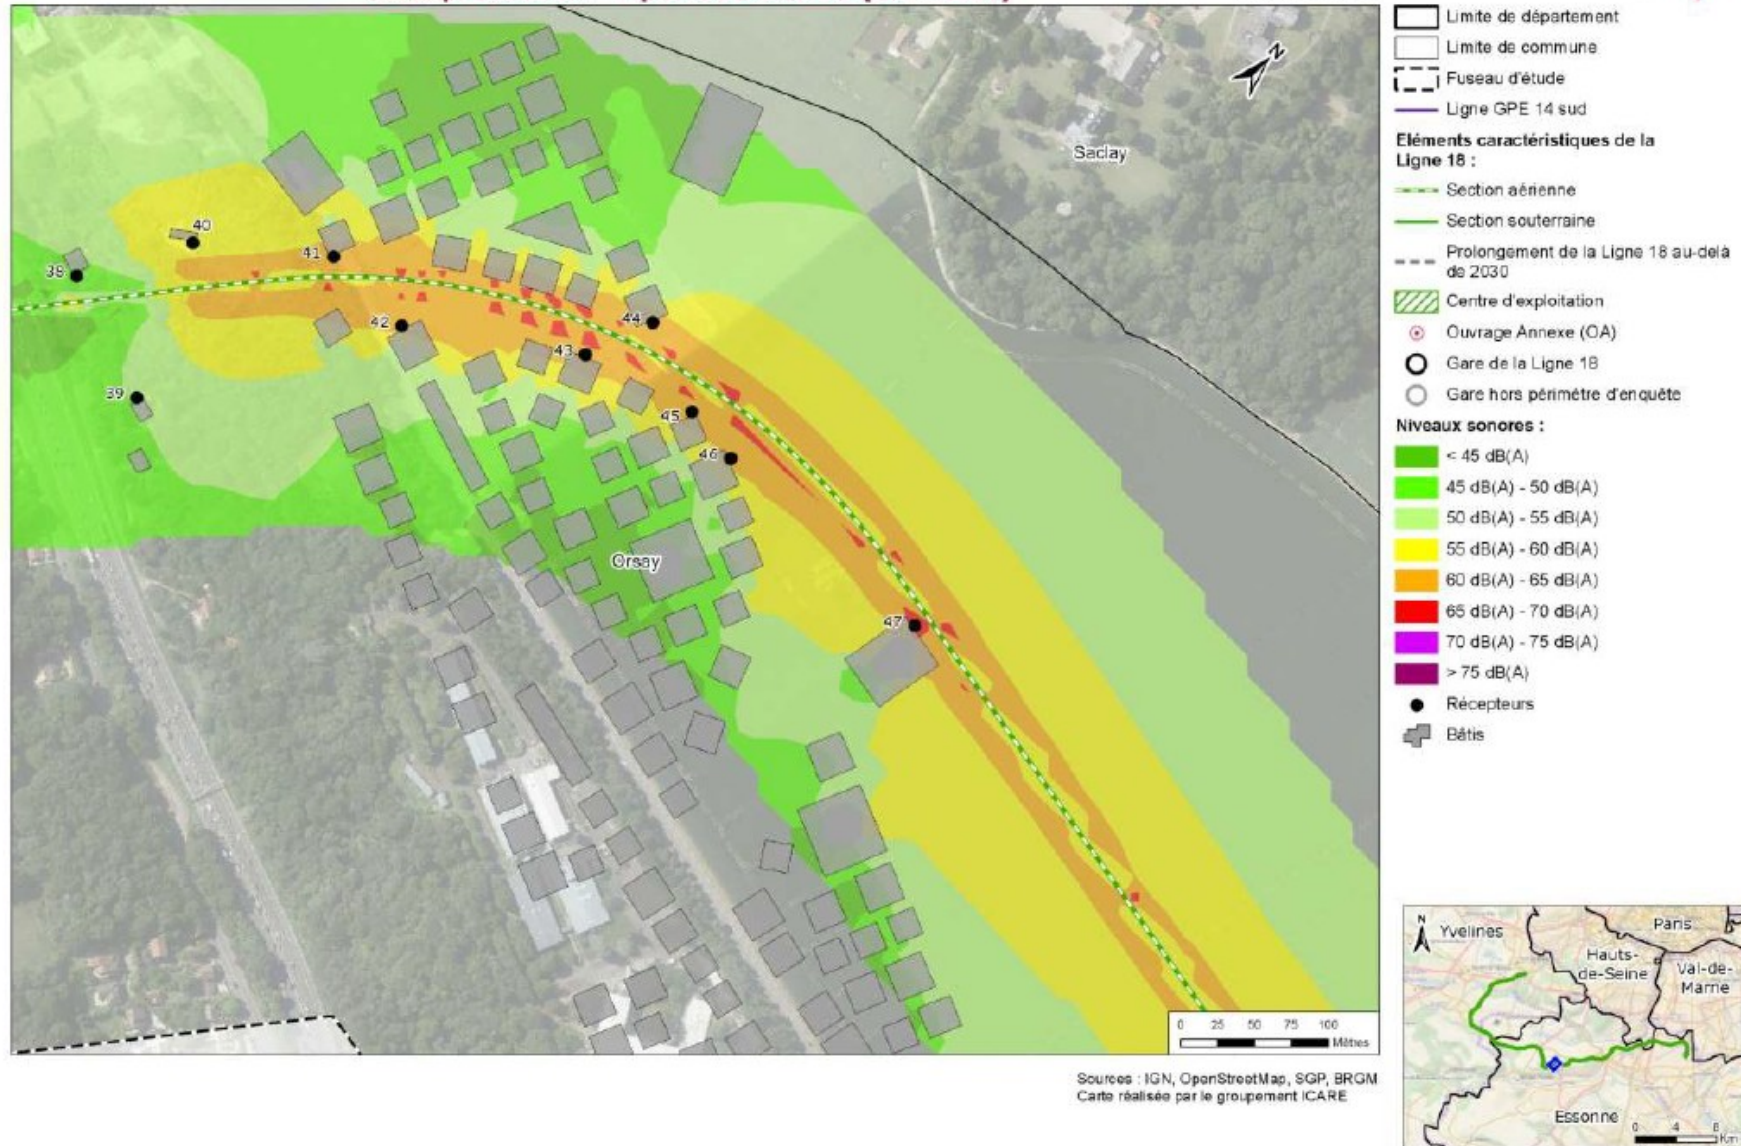 Limite de département
Limite de commune
Fuseau d'étude
Ligne GPE 14 sud
Eléments caractéristiques de la
Ligne 18 :
Section aérienne
Section souterraine
Prolongement de la Ligne 18 au-delà
de 2030
Centre d'exploitation
Ouvrage Annexe (OA)
Gare de la Ligne 18
Gare hors périmètre d'enquête
Niveaux sonores :
< 45 dB(A)
45 dB(A) - 50 dB(A)
50 dB(A) - 55 dB(A)
55 dB(A) - 60 dB(A)
60 dB(A) - 65 dB(A)
65 dB(A) - 70 dB(A)
70 dB(A) - 75 dB(A)
> 75 dB(A)
Récepteurs
Bâtis
N
Saclay
40
41
38
42
44
43
39
45
46
Orsay
47
0 25 50 75 100
Mètres
Sources : IGN, OpenStreetMap, SGP, BRGM
Carte réalisée par le groupement ICARE
N
Yvelines
Paris
Hauts-
de-Seine
Val-de-
Marne
Essonne
0 4 8
Km